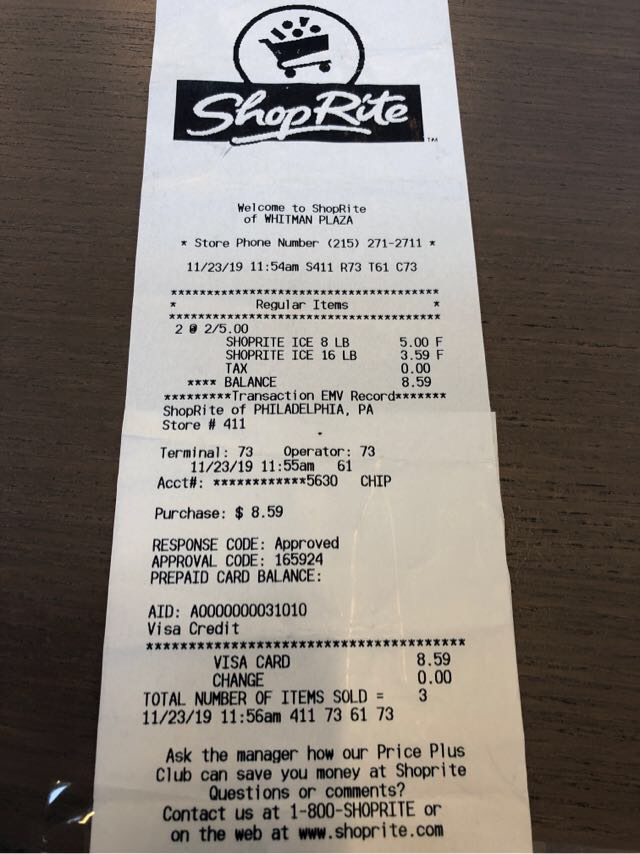 ShopRite
TM
Welcome to ShopRite
of WHITMAN PLAZA
* Store Phone Number (215) 271-2711 *
11/23/19 11:54am S411 R73 T61 C73
****************************************
* Regular Items *
****************************************
2 @ 2/5.00
SHOPRITE ICE 8 LB 5.00 F
SHOPRITE ICE 16 LB 3.59 F
TAX 0.00
**** BALANCE 8.59
*********Transaction EMV Record*******
ShopRite of PHILADELPHIA, PA
Store # 411
Terminal: 73 Operator: 73
11/23/19 11:55am 61
Acct#: ************5630 CHIP
Purchase: $ 8.59
RESPONSE CODE: Approved
APPROVAL CODE: 165924
PREPAID CARD BALANCE:
AID: A0000000031010
Visa Credit
****************************************
VISA CARD 8.59
CHANGE 0.00
TOTAL NUMBER OF ITEMS SOLD = 3
11/23/19 11:56am 411 73 61 73
Ask the manager how our Price Plus
Club can save you money at Shoprite
Questions or comments?
Contact us at 1-800-SHOPRITE or
on the web at www.shoprite.com